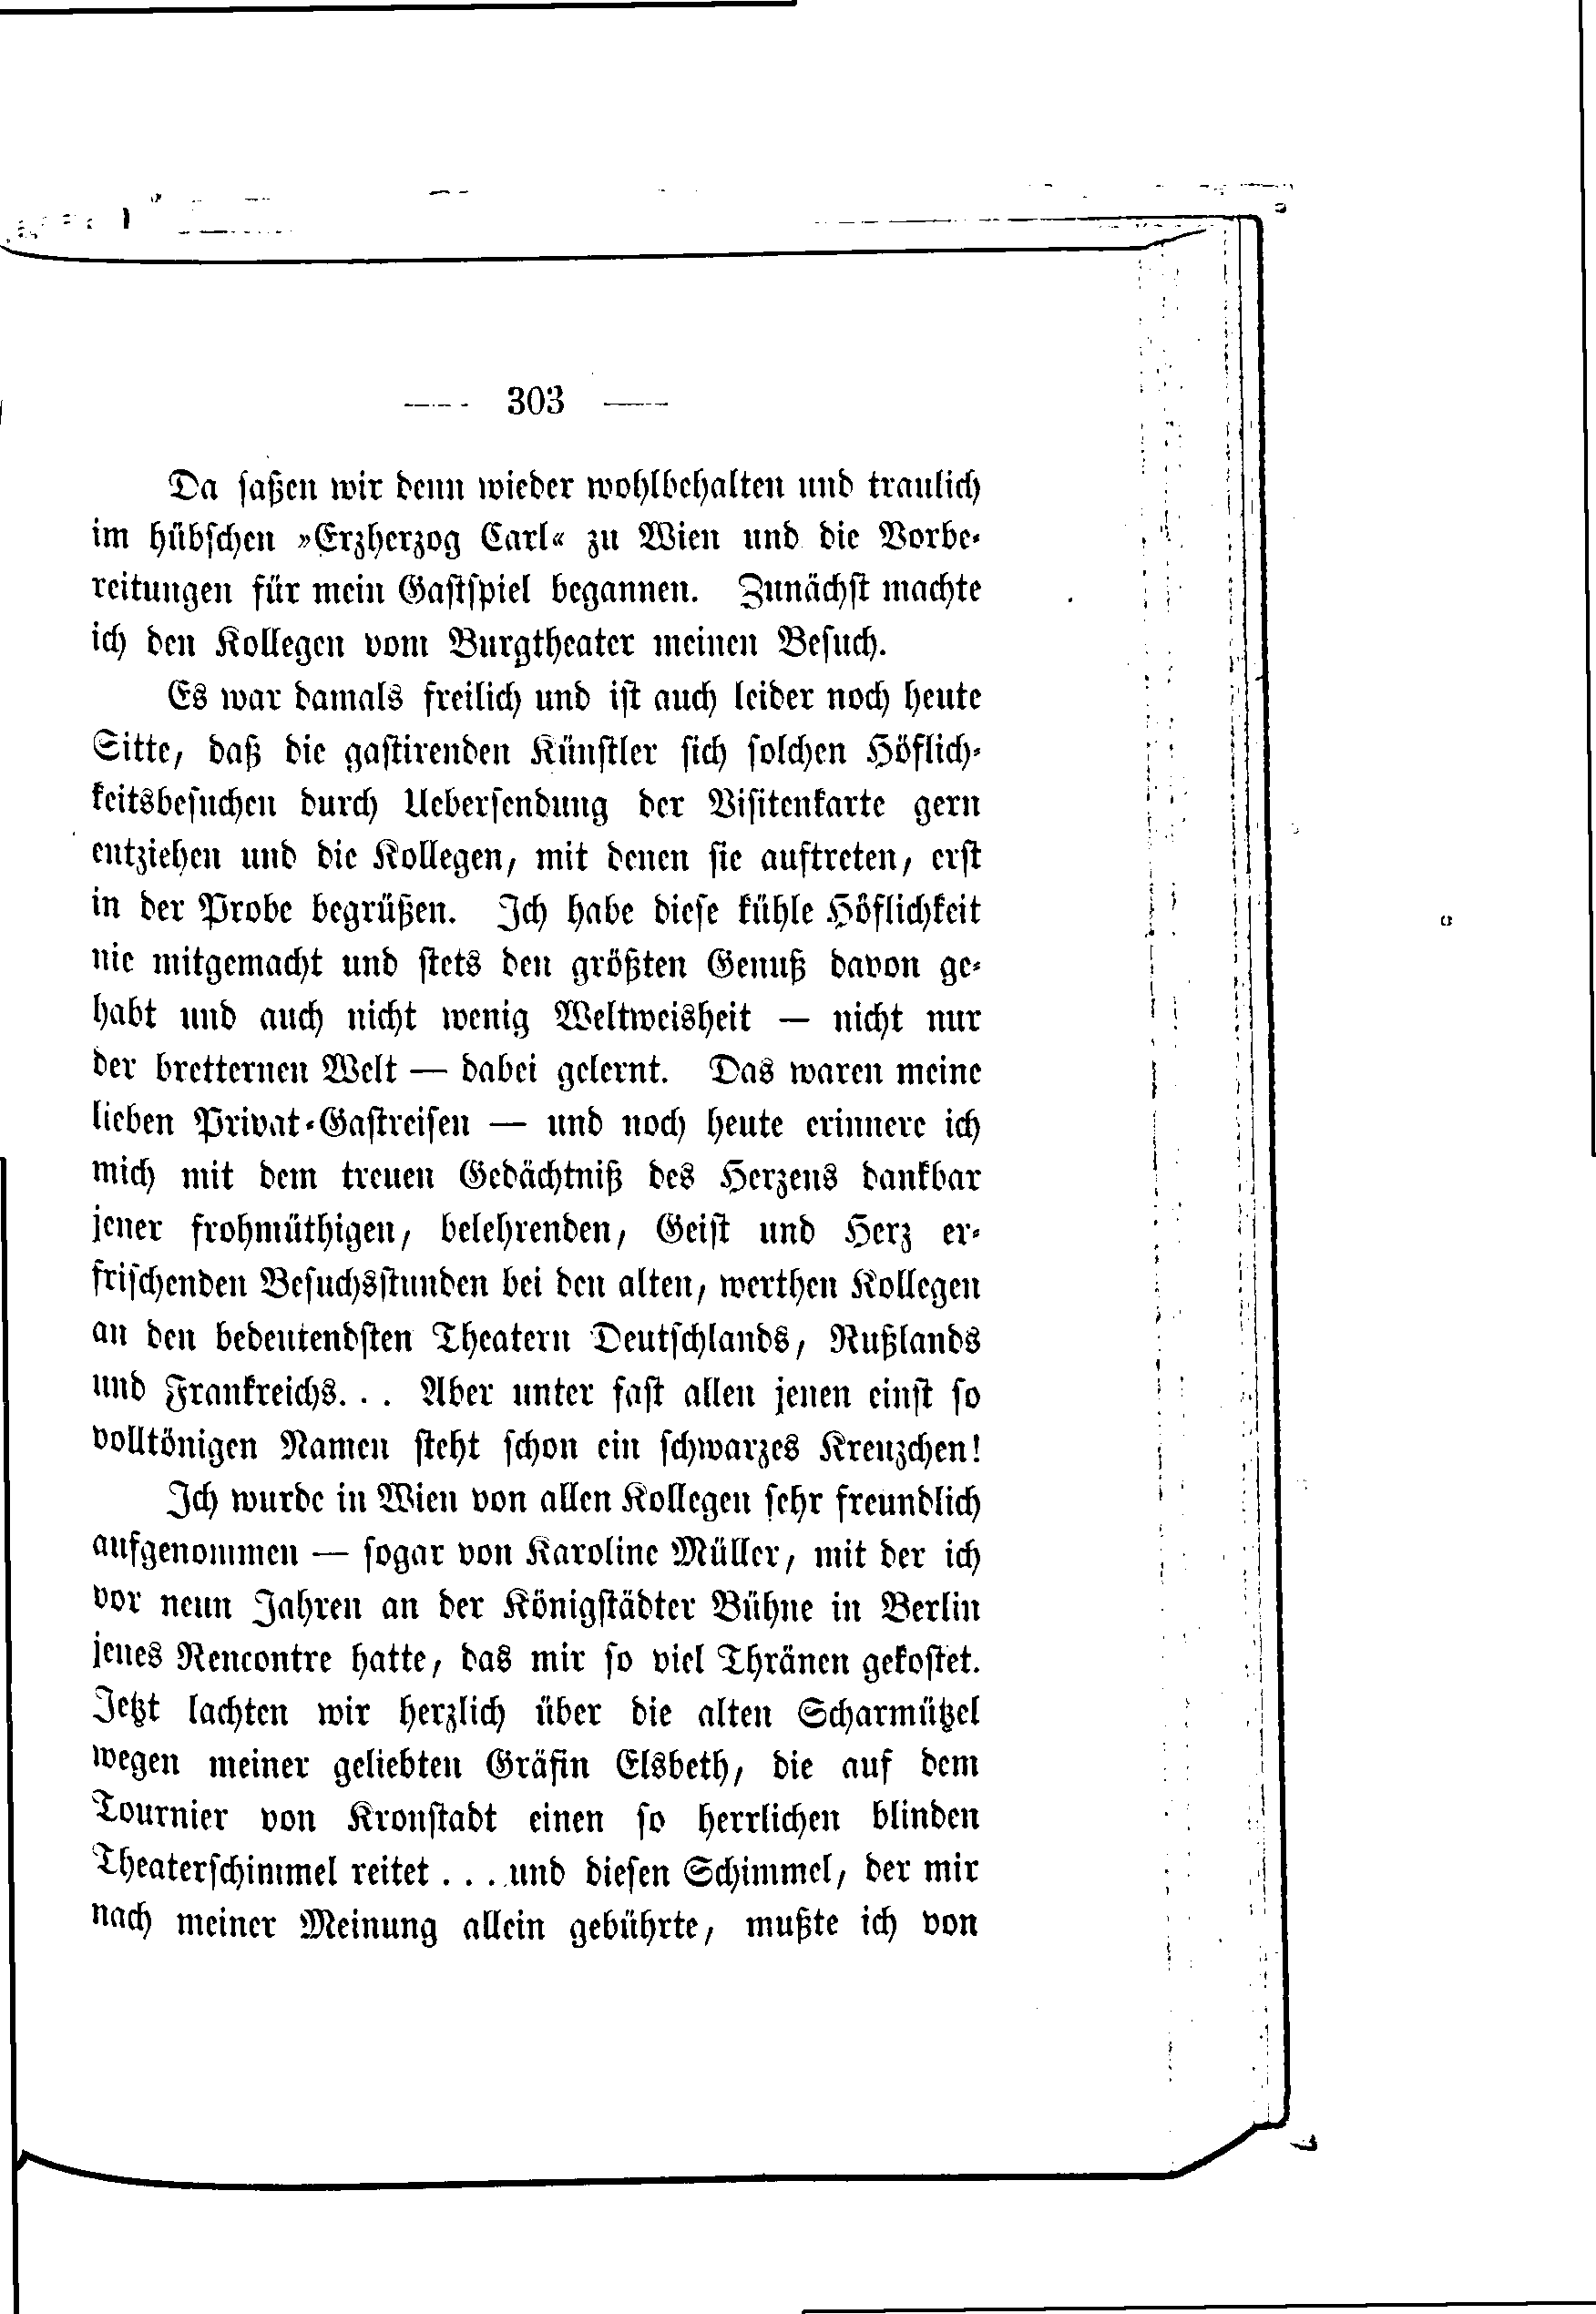 — 303 —
Da saßen wir denn wieder wohlbehalten und traulich
im hübschen »Erzherzog Carl« zu Wien und die Vorbe-
reitungen für mein Gastspiel begannen. Zunächst machte
ich den Kollegen vom Burgtheater meinen Besuch.
Es war damals freilich und ist auch leider noch heute
Sitte, daß die gastirenden Künstler sich solchen Höflich-
keitsbesuchen durch Uebersendung der Visitenkarte gern
entziehen und die Kollegen, mit denen sie auftreten, erst
in der Probe begrüßen. Ich habe diese kühle Höflichkeit
nie mitgemacht und stets den größten Genuß davon ge-
habt und auch nicht wenig Weltweisheit — nicht nur
der bretternen Welt — dabei gelernt. Das waren meine
lieben Privat-Gastreisen — und noch heute erinnere ich
mich mit dem treuen Gedächtniß des Herzens dankbar
jener frohmüthigen, belehrenden, Geist und Herz er-
frischenden Besuchsstunden bei den alten, werthen Kollegen
an den bedeutendsten Theatern Deutschlands, Rußlands
und Frankreichs. . . Aber unter fast allen jenen einst so
volltönigen Namen steht schon ein schwarzes Kreuzchen!
Ich wurde in Wien von allen Kollegen sehr freundlich
aufgenommen — sogar von Karoline Müller, mit der ich
vor neun Jahren an der Königstädter Bühne in Berlin
jenes Rencontre hatte, das mir so viel Thränen gekostet.
Jetzt lachten wir herzlich über die alten Scharmützel
wegen meiner geliebten Gräfin Elsbeth, die auf dem
Tournier von Kronstadt einen so herrlichen blinden
Theaterschimmel reitet . . . und diesen Schimmel, der mir
nach meiner Meinung allein gebührte, mußte ich von